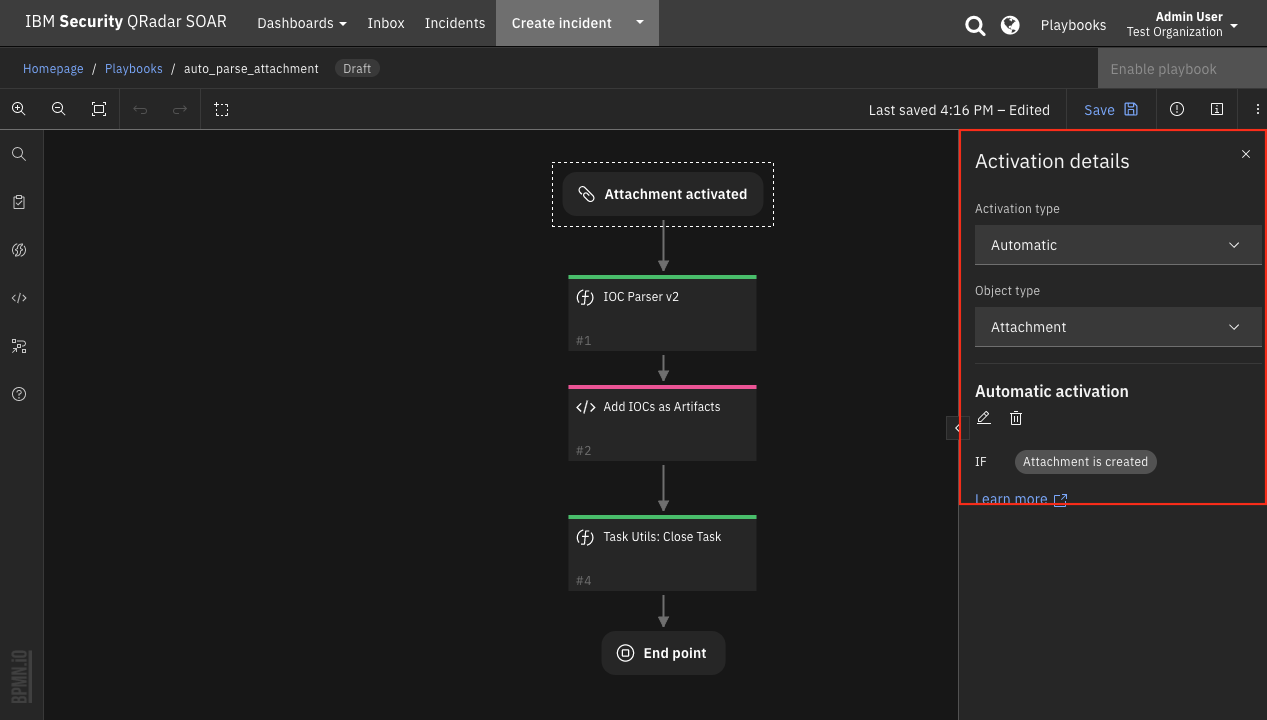 IBM Security QRadar SOAR
Dashboards
Inbox
Incidents
Create incident
Playbooks
Admin User
Test Organization
Homepage / Playbooks / auto_parse_attachment
Draft
Enable playbook
Last saved 4:16 PM – Edited
Save
Attachment activated
IOC Parser v2
#1
Add IOCs as Artifacts
#2
Task Utils: Close Task
#4
End point
BPMN.iO
Activation details
Activation type
Automatic
Object type
Attachment
Automatic activation
IF
Attachment is created
Learn more